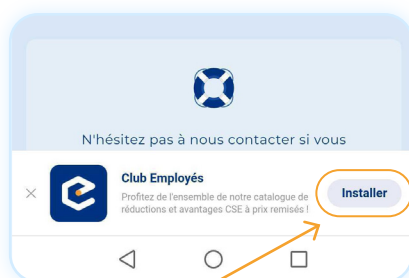 N'hésitez pas à nous contacter si vous
Club Employés
Profitez de l'ensemble de notre catalogue de
réductions et avantages CSE à prix remisés !
Installer